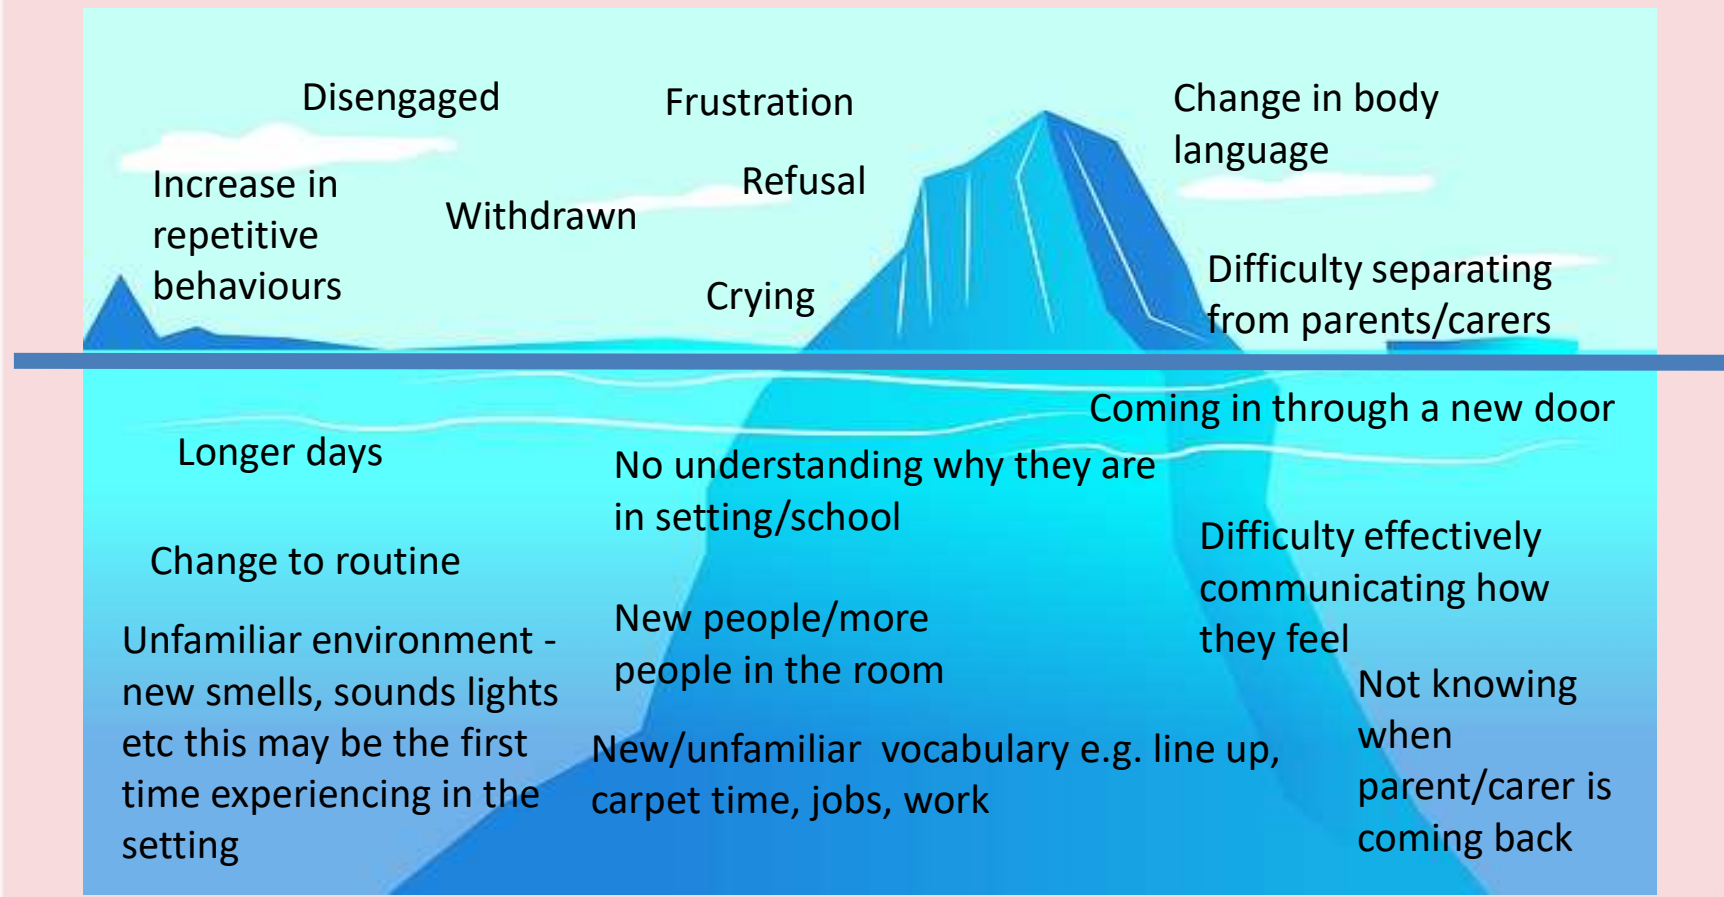 Disengaged
Frustration
Change in body
language
Increase in
repetitive
behaviours
Withdrawn
Refusal
Crying
Difficulty separating
from parents/carers
Coming in through a new door
Longer days
No understanding why they are
in setting/school
Change to routine
Difficulty effectively
communicating how
they feel
New people/more
people in the room
Unfamiliar environment -
new smells, sounds lights
etc this may be the first
time experiencing in the
setting
New/unfamiliar  vocabulary e.g. line up,
carpet time, jobs, work
Not knowing
when
parent/carer is
coming back